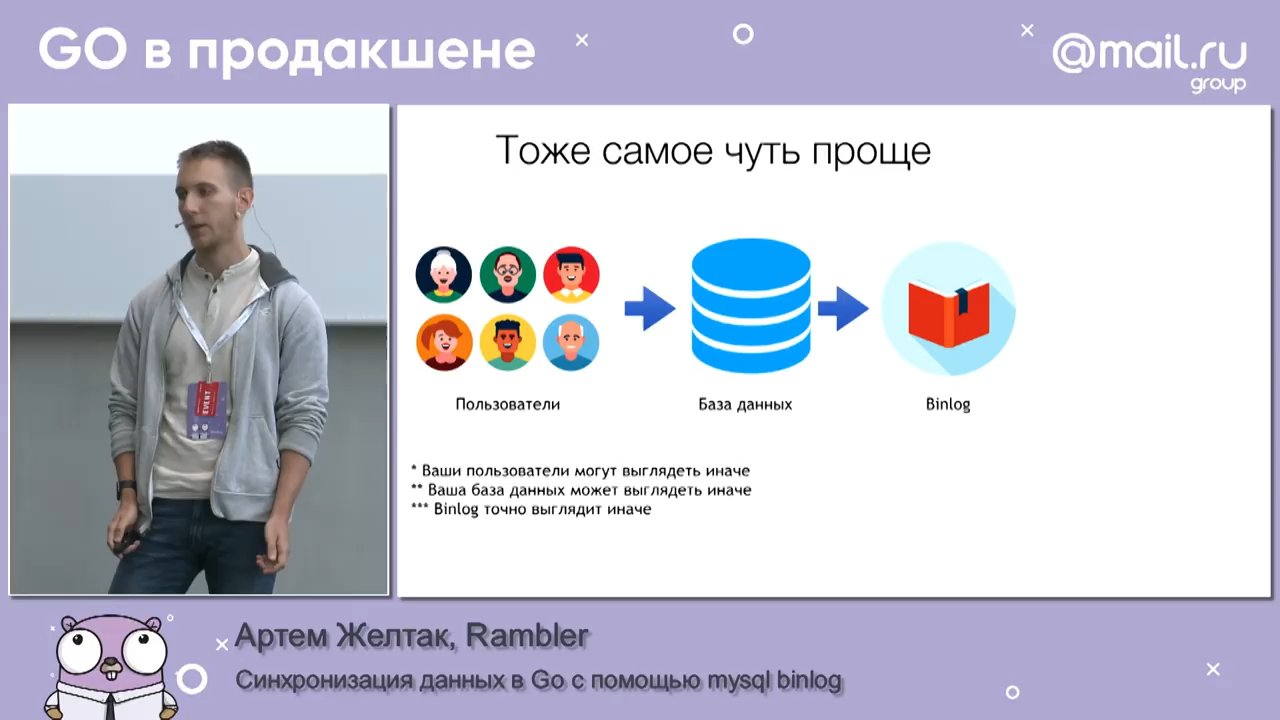 GO в продакшене
@mail.ru
group
Тоже самое чуть проще
Пользователи
База данных
Binlog
* Ваши пользователи могут выглядеть иначе
** Ваша база данных может выглядеть иначе
*** Binlog точно выглядит иначе
EVENT
Артем Желтак, Rambler
Синхронизация данных в Go с помощью mysql binlog